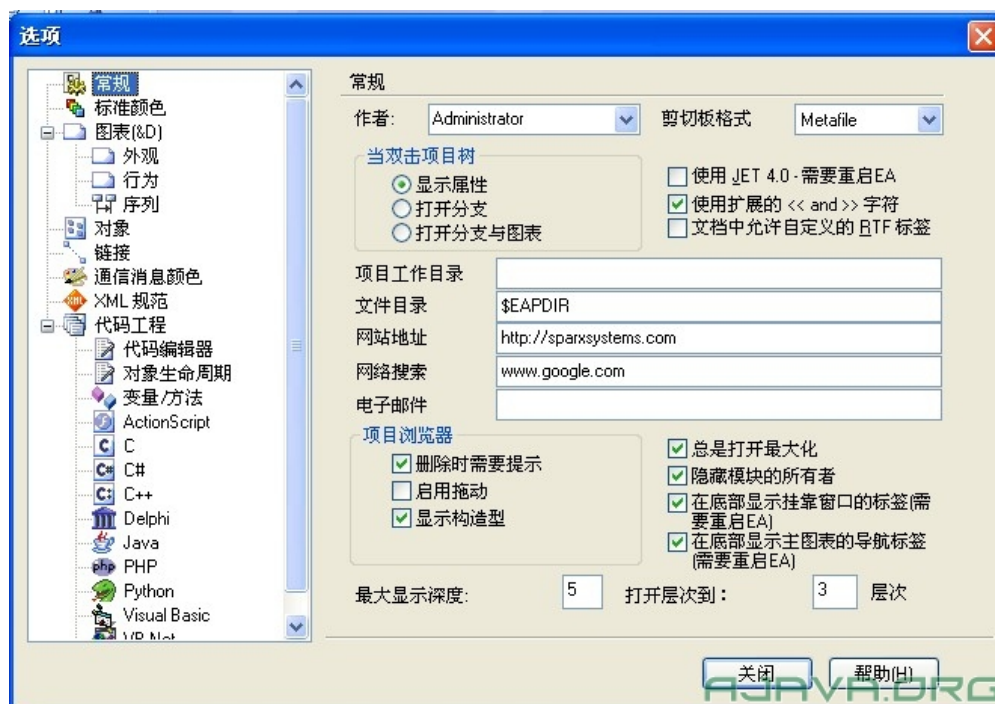 选项
常规
标准颜色
图表(&D)
外观
行为
序列
对象
链接
通信消息颜色
XML 规范
代码工程
代码编辑器
对象生命周期
变量/方法
ActionScript
C
C#
C++
Delphi
Java
PHP
Python
Visual Basic
VB.Net
常规
作者: Administrator 剪切板格式 Metafile
当双击项目树
显示属性
打开分支
打开分支与图表
使用 JET 4.0 - 需要重启EA
使用扩展的 << and >> 字符
文档中允许自定义的 RTF 标签
项目工作目录
文件目录 $EAPDIR
网站地址 http://sparxsystems.com
网络搜索 www.google.com
电子邮件
项目浏览器
删除时需要提示
启用拖动
显示构造型
总是打开最大化
隐藏模块的所有者
在底部显示挂靠窗口的标签(需
要重启EA)
在底部显示主图表的导航标签
(需要重启EA)
最大显示深度: 5 打开层次到： 3 层次
关闭 帮助(H)
AJAVA.ORG